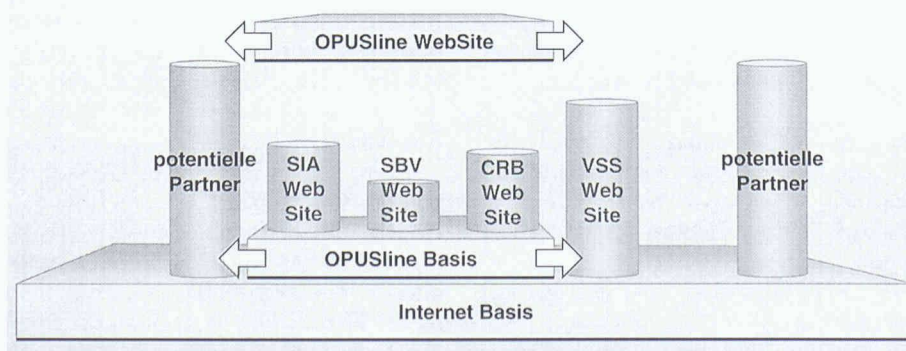 OPUSline WebSite
potentielle
Partner
SIA
Web
Site
SBV
Web
Site
CRB
Web
Site
VSS
Web
Site
potentielle
Partner
OPUSline Basis
Internet Basis